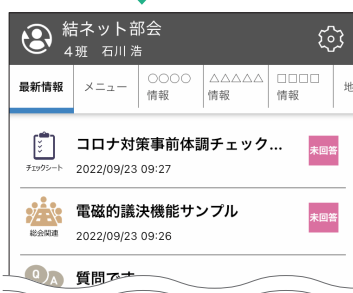 結ネット部会
4班 石川 浩
最新情報
メニュー
○○○○
情報
△△△△△
情報
□□□□
情報
地
コロナ対策事前体調チェック...
未回答
チェックシート
2022/09/23 09:27
電磁的議決機能サンプル
未回答
総会関連
2022/09/23 09:26
Q A
質問です